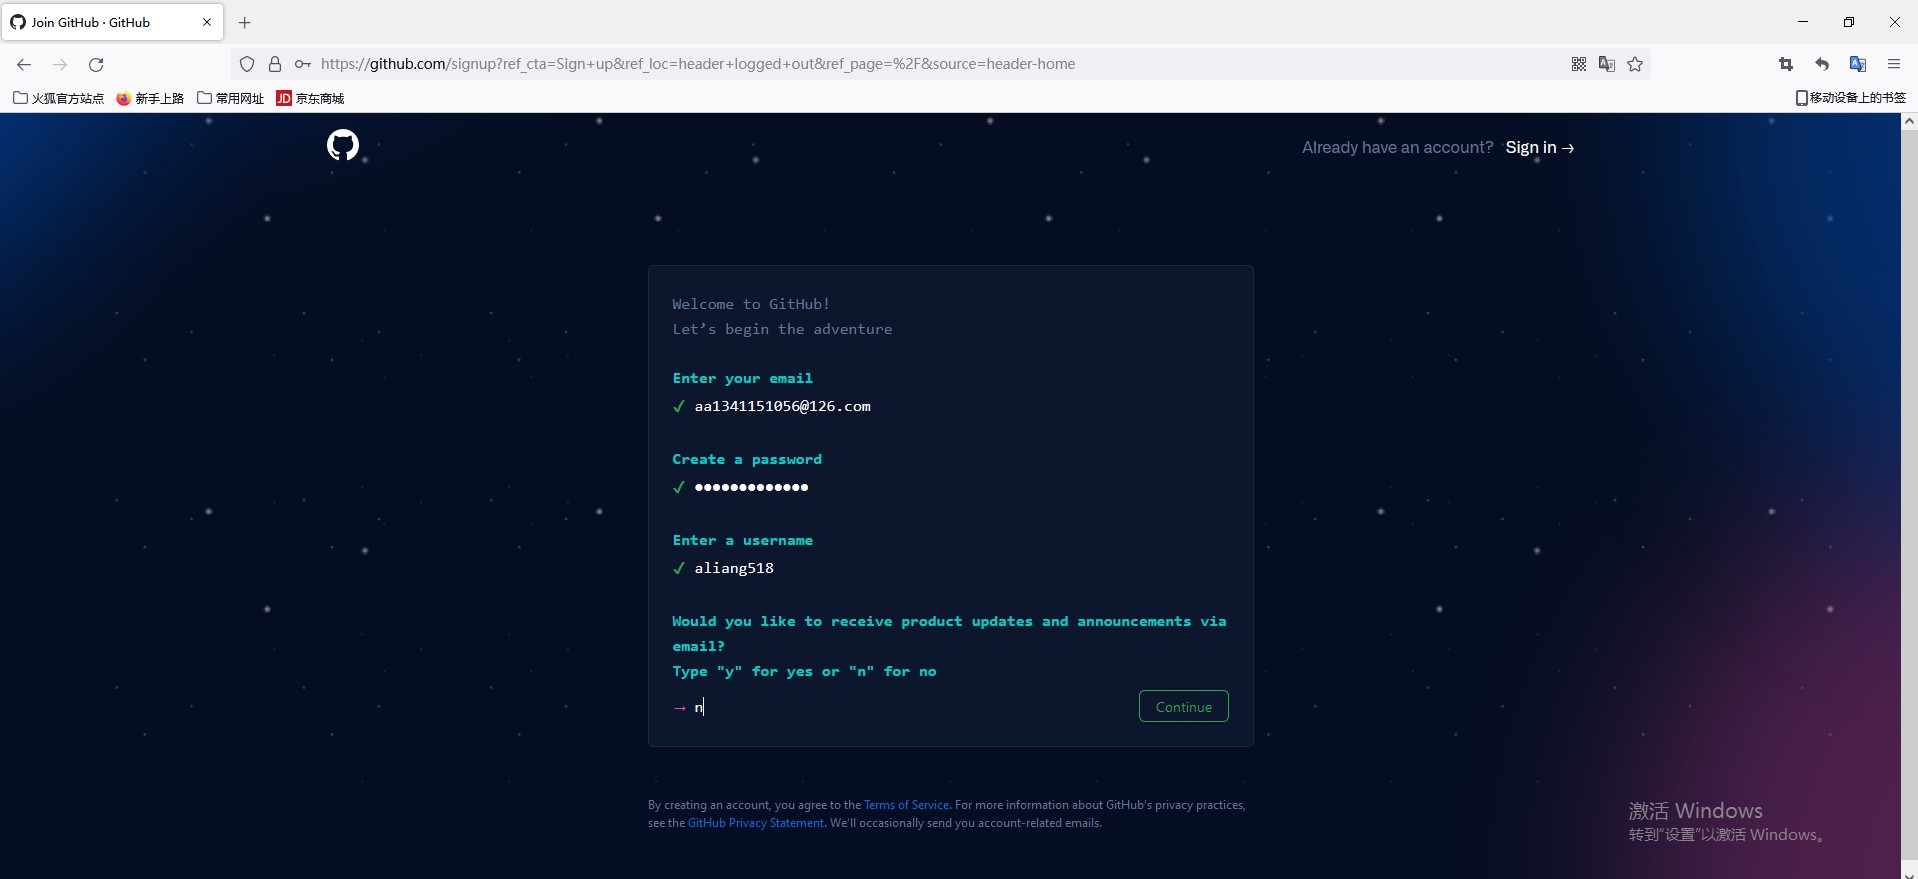 Join GitHub · GitHub
https://github.com/signup?ref_cta=Sign+up&ref_loc=header+logged+out&ref_page=%2F&source=header-home
火狐官方站点 新手上路 常用网址 JD 京东商城 移动设备上的书签
Already have an account? Sign in →
Welcome to GitHub!
Let’s begin the adventure
Enter your email
✓ aa1341151056@126.com
Create a password
✓ ●●●●●●●●●●●●●
Enter a username
✓ aliang518
Would you like to receive product updates and announcements via
email?
Type "y" for yes or "n" for no
→ n Continue
By creating an account, you agree to the Terms of Service. For more information about GitHub's privacy practices,
see the GitHub Privacy Statement. We'll occasionally send you account-related emails.
激活 Windows
转到“设置”以激活 Windows。